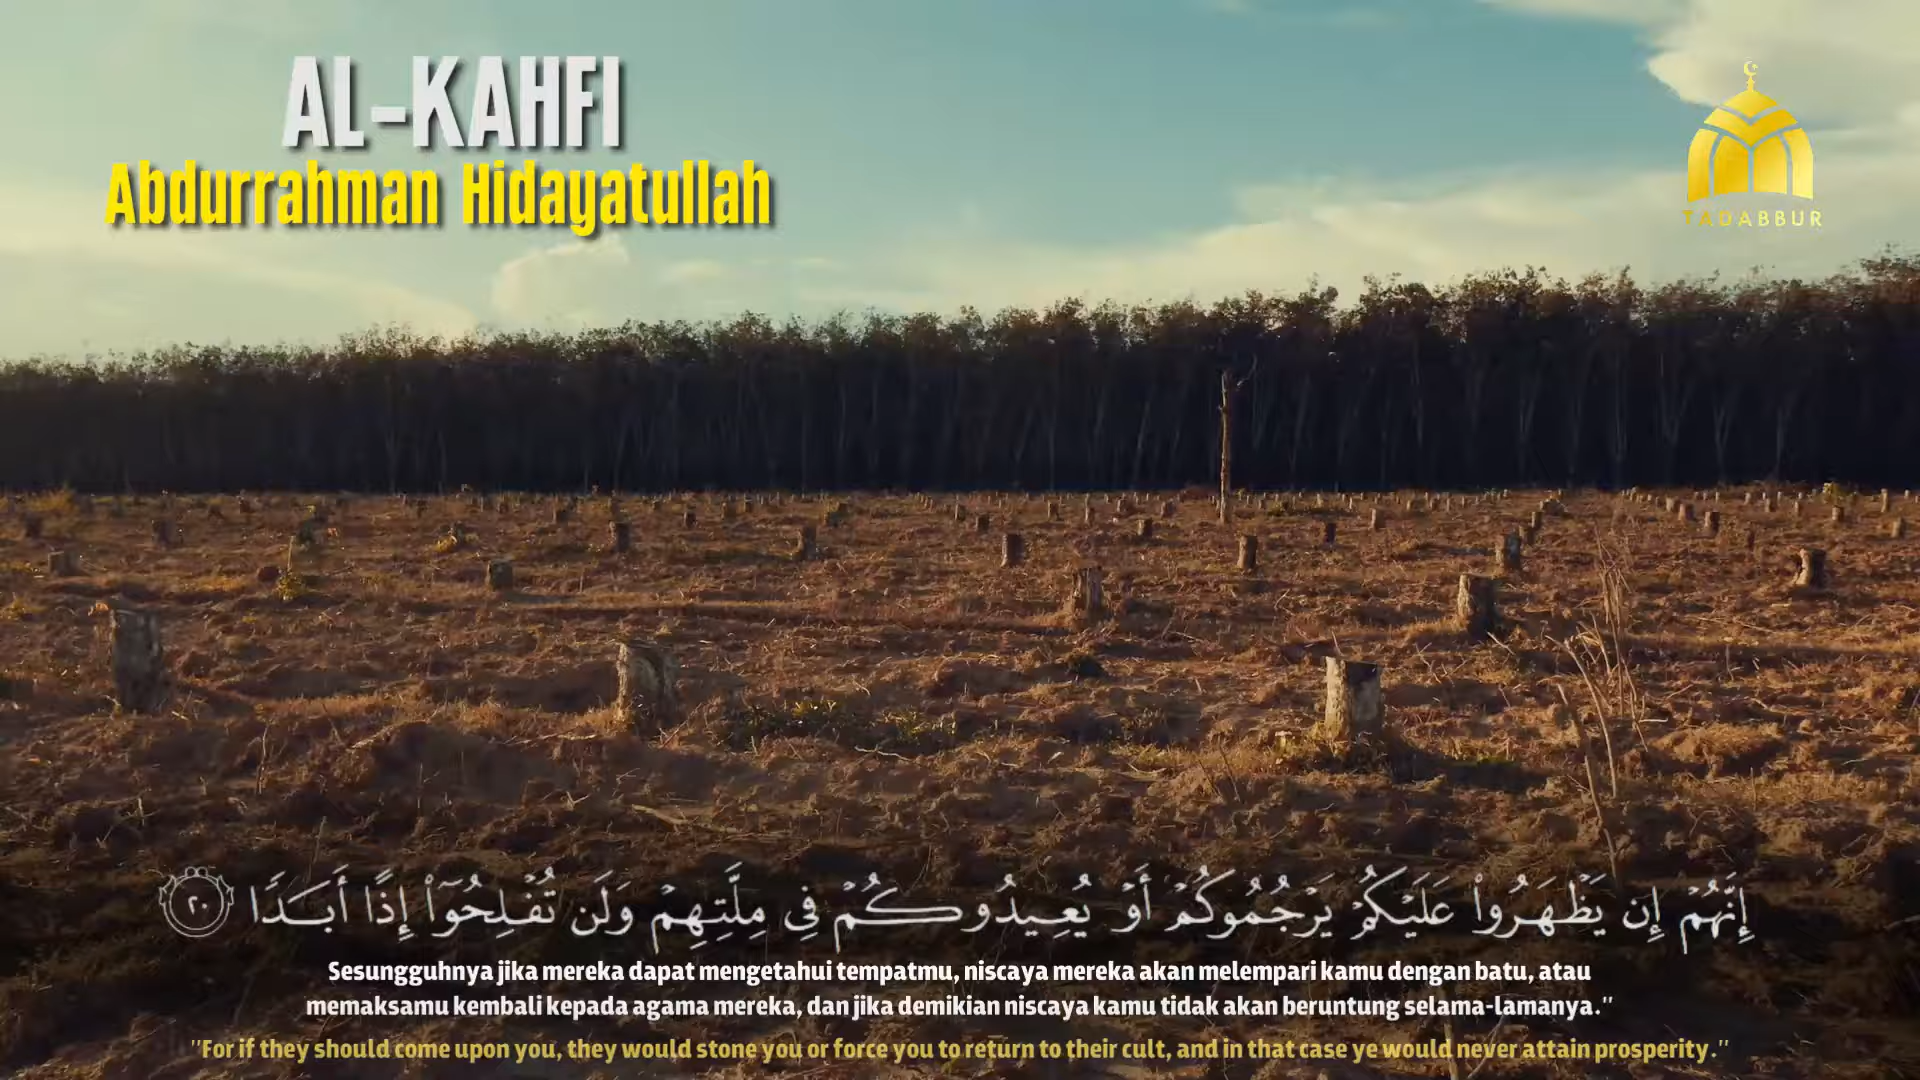 AL-KAHFI
Abdurrahman Hidayatullah
TADABBUR
إِنَّهُمْ إِن يَظْهَرُوا۟ عَلَيْكُمْ يَرْجُمُوكُمْ أَوْ يُعِيدُوكُمْ فِى مِلَّتِهِمْ وَلَن تُفْلِحُوٓا۟ إِذًا أَبَدًا ٢٠
Sesungguhnya jika mereka dapat mengetahui tempatmu, niscaya mereka akan melempari kamu dengan batu, atau
memaksamu kembali kepada agama mereka, dan jika demikian niscaya kamu tidak akan beruntung selama-lamanya."
"For if they should come upon you, they would stone you or force you to return to their cult, and in that case ye would never attain prosperity."